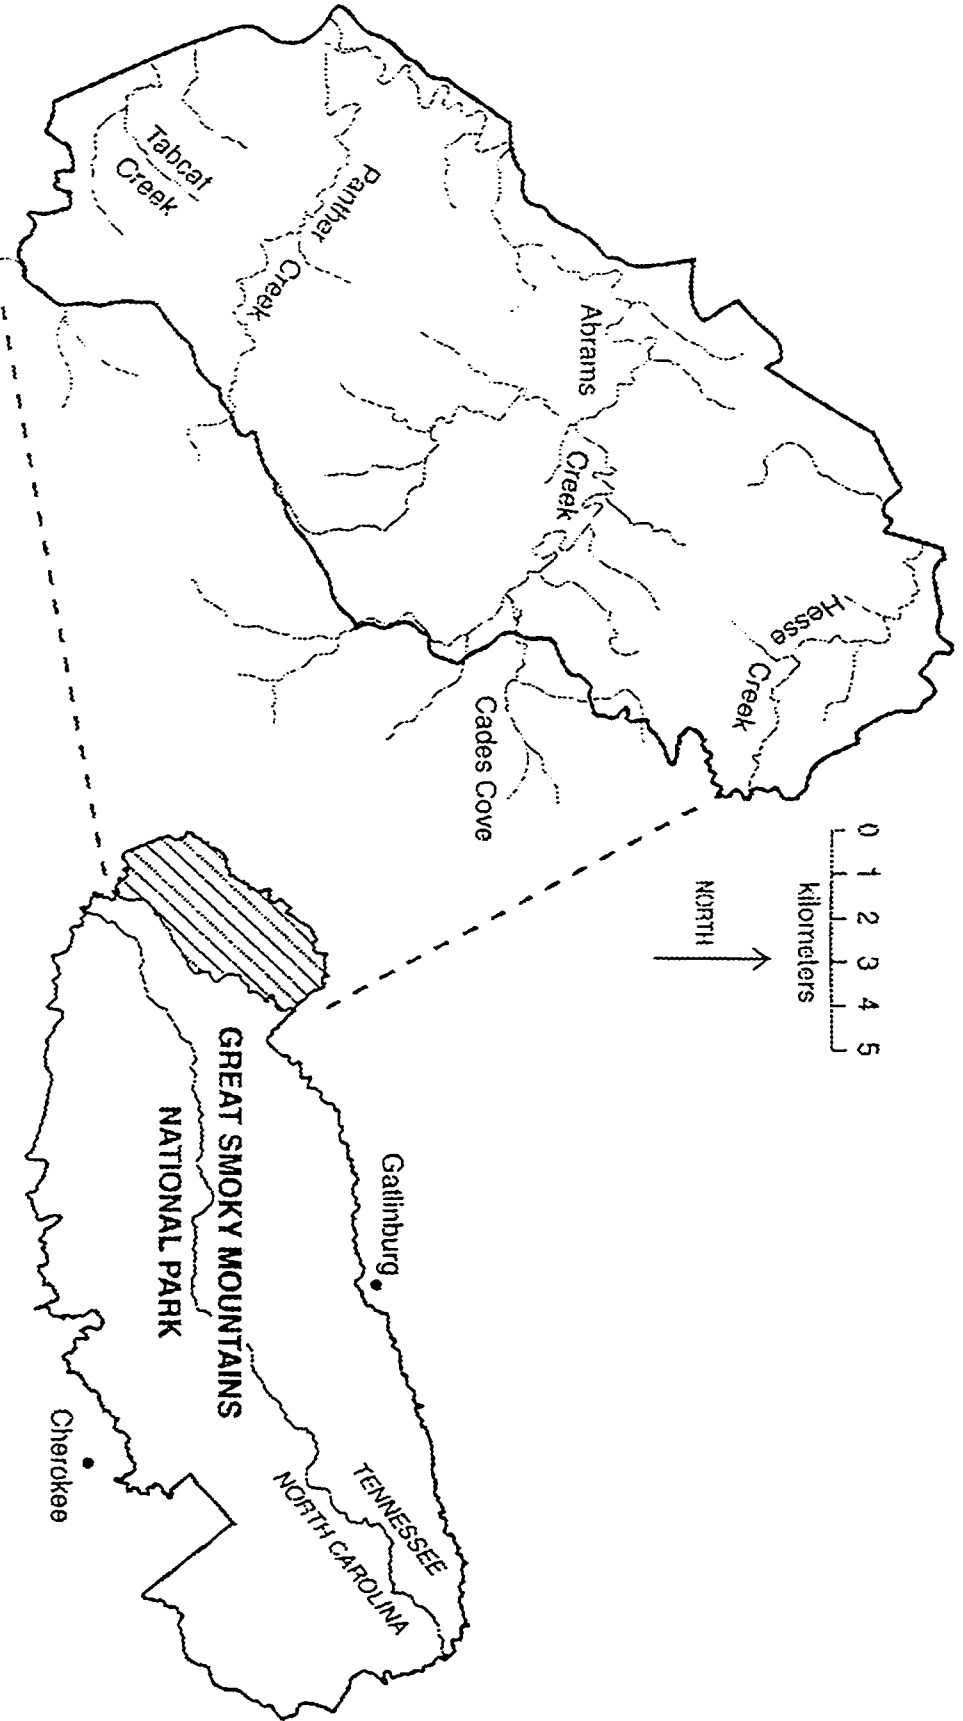 Tabcat
Creek
Panther
Creek
Abrams
Creek
Hesse
Creek
Cades Cove
0 1 2 3 4 5
kilometers
NORTH
GREAT SMOKY MOUNTAINS
NATIONAL PARK
Gatlinburg
Cherokee
TENNESSEE
NORTH CAROLINA